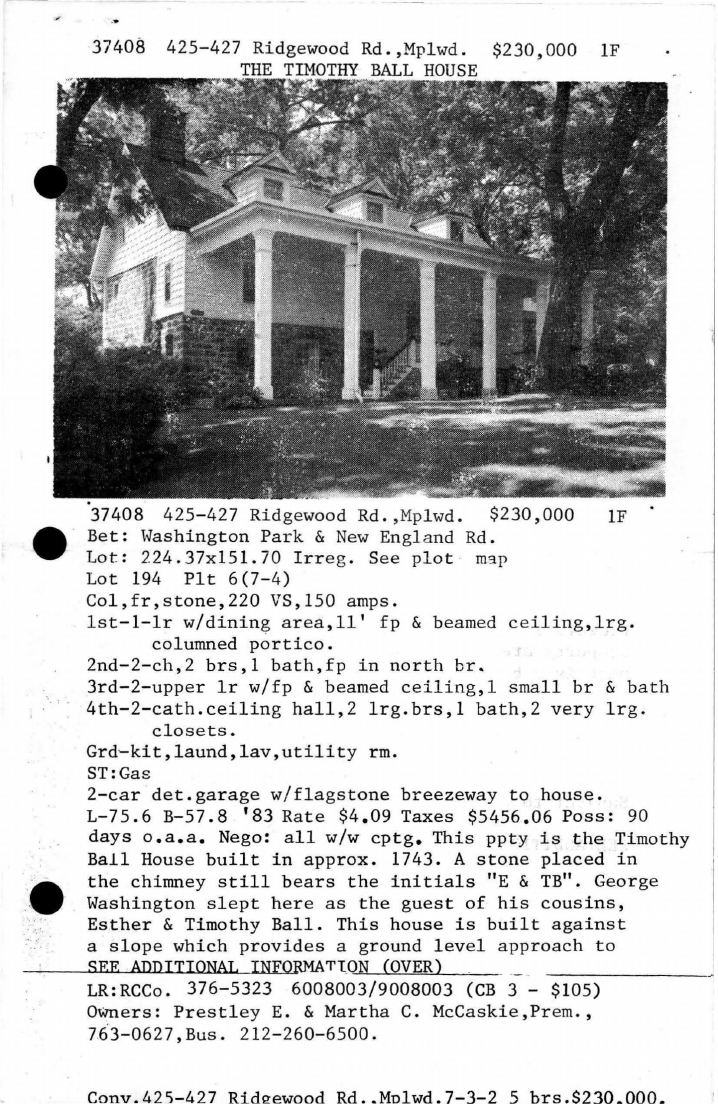 37408 425-427 Ridgewood Rd.,Mplwd. $230,000 1F
THE TIMOTHY BALL HOUSE
37408 425-427 Ridgewood Rd.,Mplwd. $230,000 1F
Bet: Washington Park & New England Rd.
Lot: 224.37x151.70 Irreg. See plot map
Lot 194 Plt 6(7-4)
Col,fr,stone,220 VS,150 amps.
1st-1-lr w/dining area,11' fp & beamed ceiling,lrg.
columned portico.
2nd-2-ch,2 brs,1 bath,fp in north br.
3rd-2-upper lr w/fp & beamed ceiling,1 small br & bath
4th-2-cath.ceiling hall,2 lrg.brs,1 bath,2 very lrg.
closets.
Grd-kit,laund,lav,utility rm.
ST:Gas
2-car det.garage w/flagstone breezeway to house.
L-75.6 B-57.8 '83 Rate $4.09 Taxes $5456.06 Poss: 90
days o.a.a. Nego: all w/w cptg. This ppty is the Timothy
Ball House built in approx. 1743. A stone placed in
the chimney still bears the initials "E & TB". George
Washington slept here as the guest of his cousins,
Esther & Timothy Ball. This house is built against
a slope which provides a ground level approach to
SEE ADDITIONAL INFORMATION (OVER)
LR:RCCo. 376-5323 6008003/9008003 (CB 3 - $105)
Owners: Prestley E. & Martha C. McCaskie,Prem.,
763-0627,Bus. 212-260-6500.
Conv.425-427 Ridgewood Rd.,Mplwd.7-3-2 5 brs.$230,000.